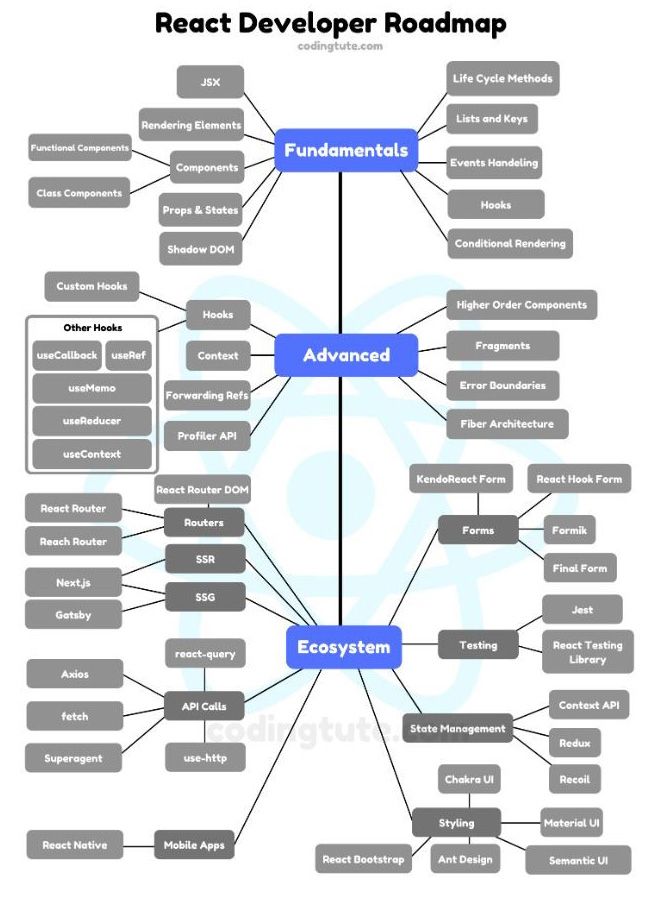 React Developer Roadmap
codingtute.com
JSX
Rendering Elements
Functional Components
Components
Class Components
Props & States
Shadow DOM
Fundamentals
Life Cycle Methods
Lists and Keys
Events Handeling
Hooks
Conditional Rendering
Custom Hooks
Hooks
Other Hooks
useCallback
useRef
useMemo
useReducer
useContext
Context
Forwarding Refs
Profiler API
Advanced
Higher Order Components
Fragments
Error Boundaries
Fiber Architecture
React Router DOM
React Router
Routers
Reach Router
SSR
Next.js
SSG
Gatsby
react-query
Axios
API Calls
fetch
Superagent
use-http
React Native
Mobile Apps
Ecosystem
KendoReact Form
React Hook Form
Forms
Formik
Final Form
Jest
Testing
React Testing
Library
Context API
State Management
Redux
Recoil
Chakra UI
Styling
Material UI
React Bootstrap
Ant Design
Semantic UI
codingtute.com